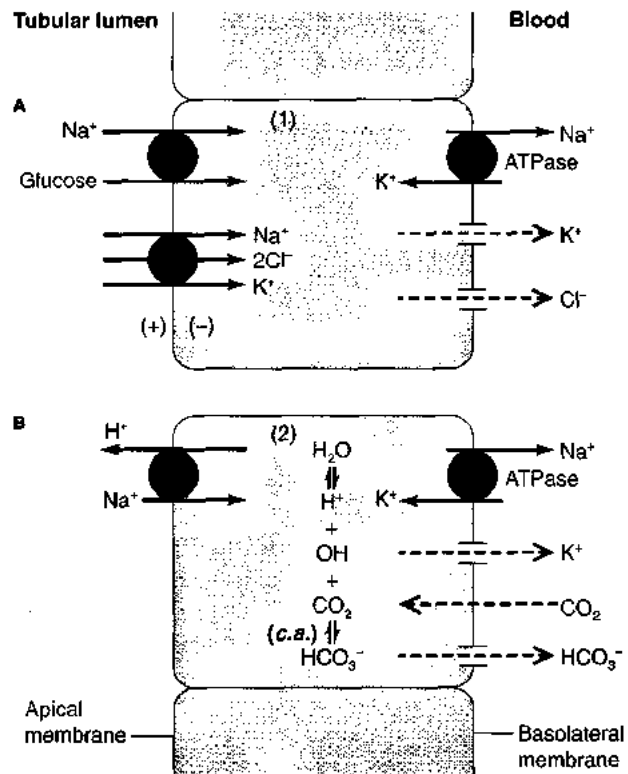 Tubular lumen Blood
A
(1)
Na⁺ Na⁺
ATPase
Glucose K⁺
Na⁺ K⁺
2Cl⁻
K⁺ Cl⁻
(+) (−)
B
H⁺ (2) H₂O Na⁺
ATPase
Na⁺ H⁺ K⁺
+
OH K⁺
+
CO₂ CO₂
(c.a.)
HCO₃⁻ HCO₃⁻
Apical
membrane
Basolateral
membrane